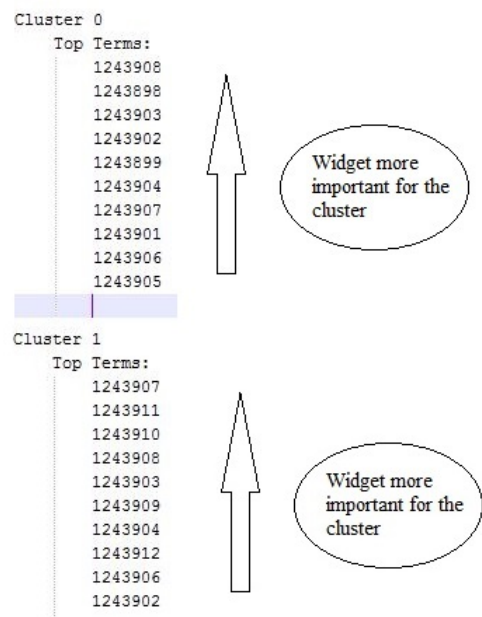 Cluster 0
Top Terms:
1243908
1243898
1243903
1243902
1243899
1243904
1243907
1243901
1243906
1243905
Widget more
important for the
cluster
Cluster 1
Top Terms:
1243907
1243911
1243910
1243908
1243903
1243909
1243904
1243912
1243906
1243902
Widget more
important for the
cluster